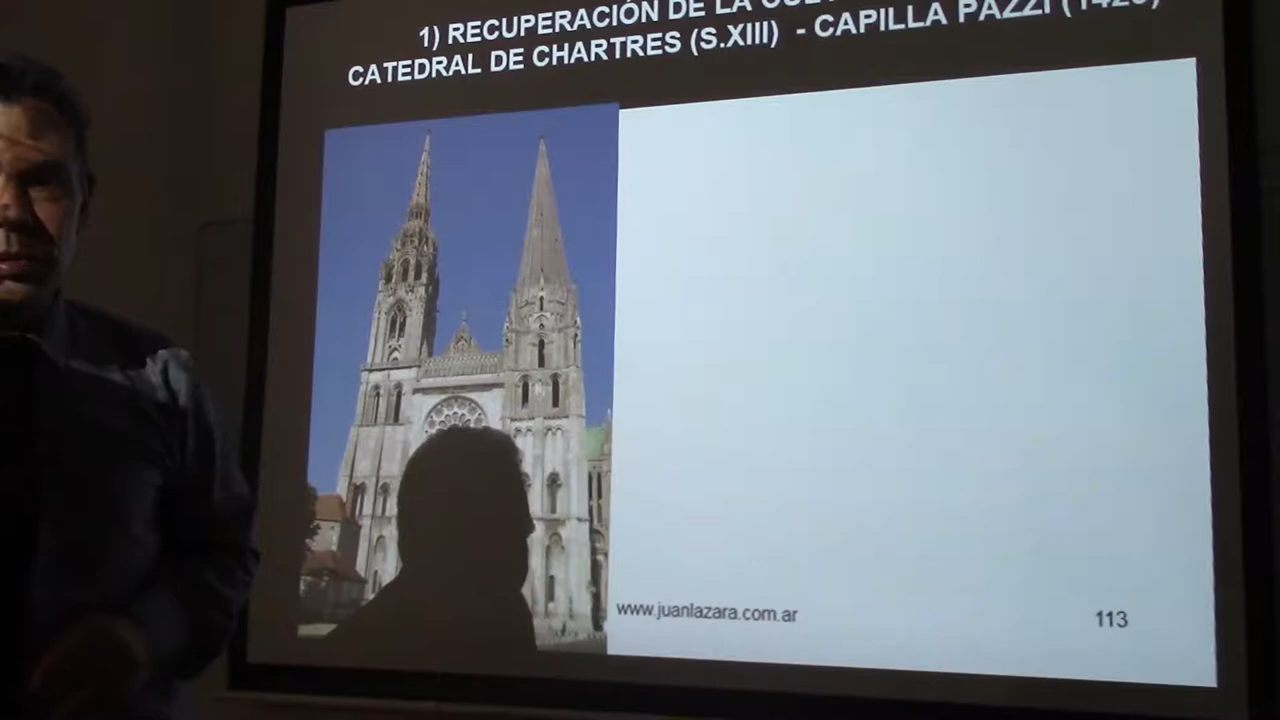 1) RECUPERACIÓN DE LA
CATEDRAL DE CHARTRES (S.XIII) - CAPILLA PAZZI
www.juanlazara.com.ar
113